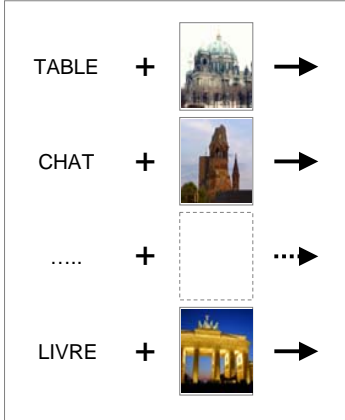 TABLE +
CHAT +
..... +
LIVRE +